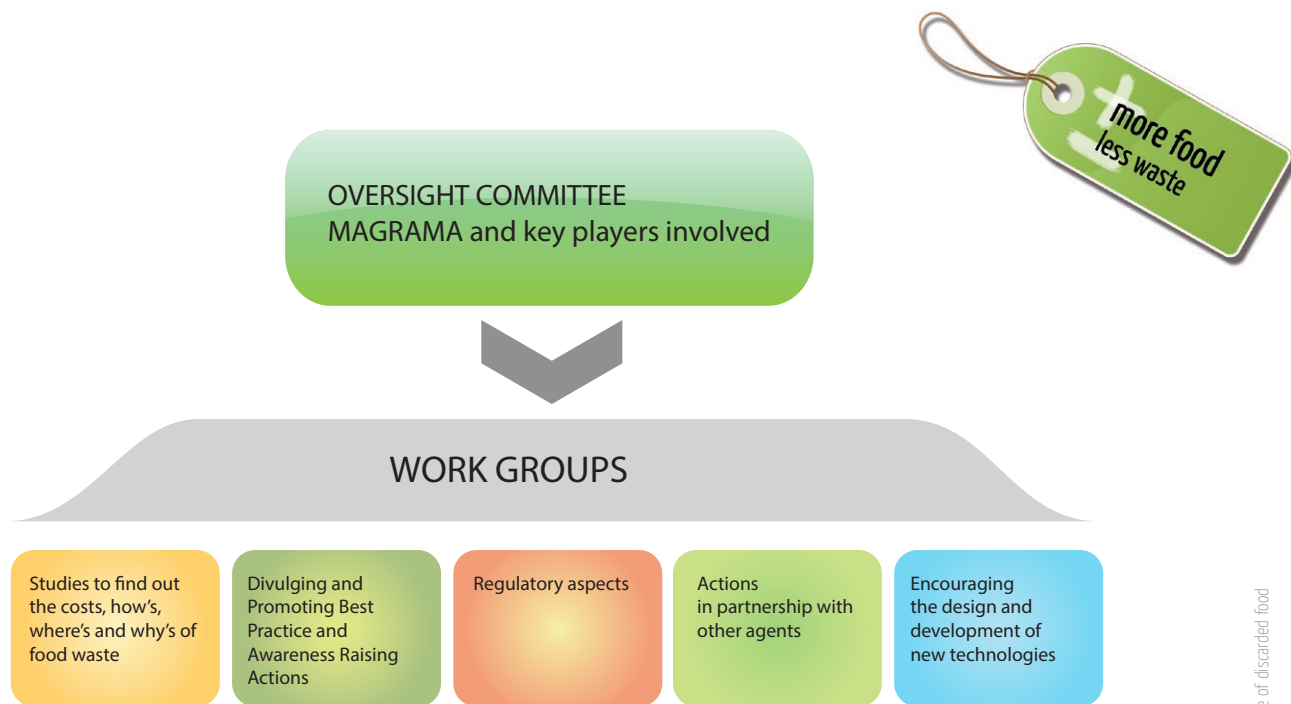 more food
less waste
OVERSIGHT COMMITTEE
MAGRAMA and key players involved
WORK GROUPS
Studies to find out
the costs, how's,
where's and why's of
food waste
Divulging and
Promoting Best
Practice and
Awareness Raising
Actions
Regulatory aspects
Actions
in partnership with
other agents
Encouraging
the design and
development of
new technologies
of discarded food